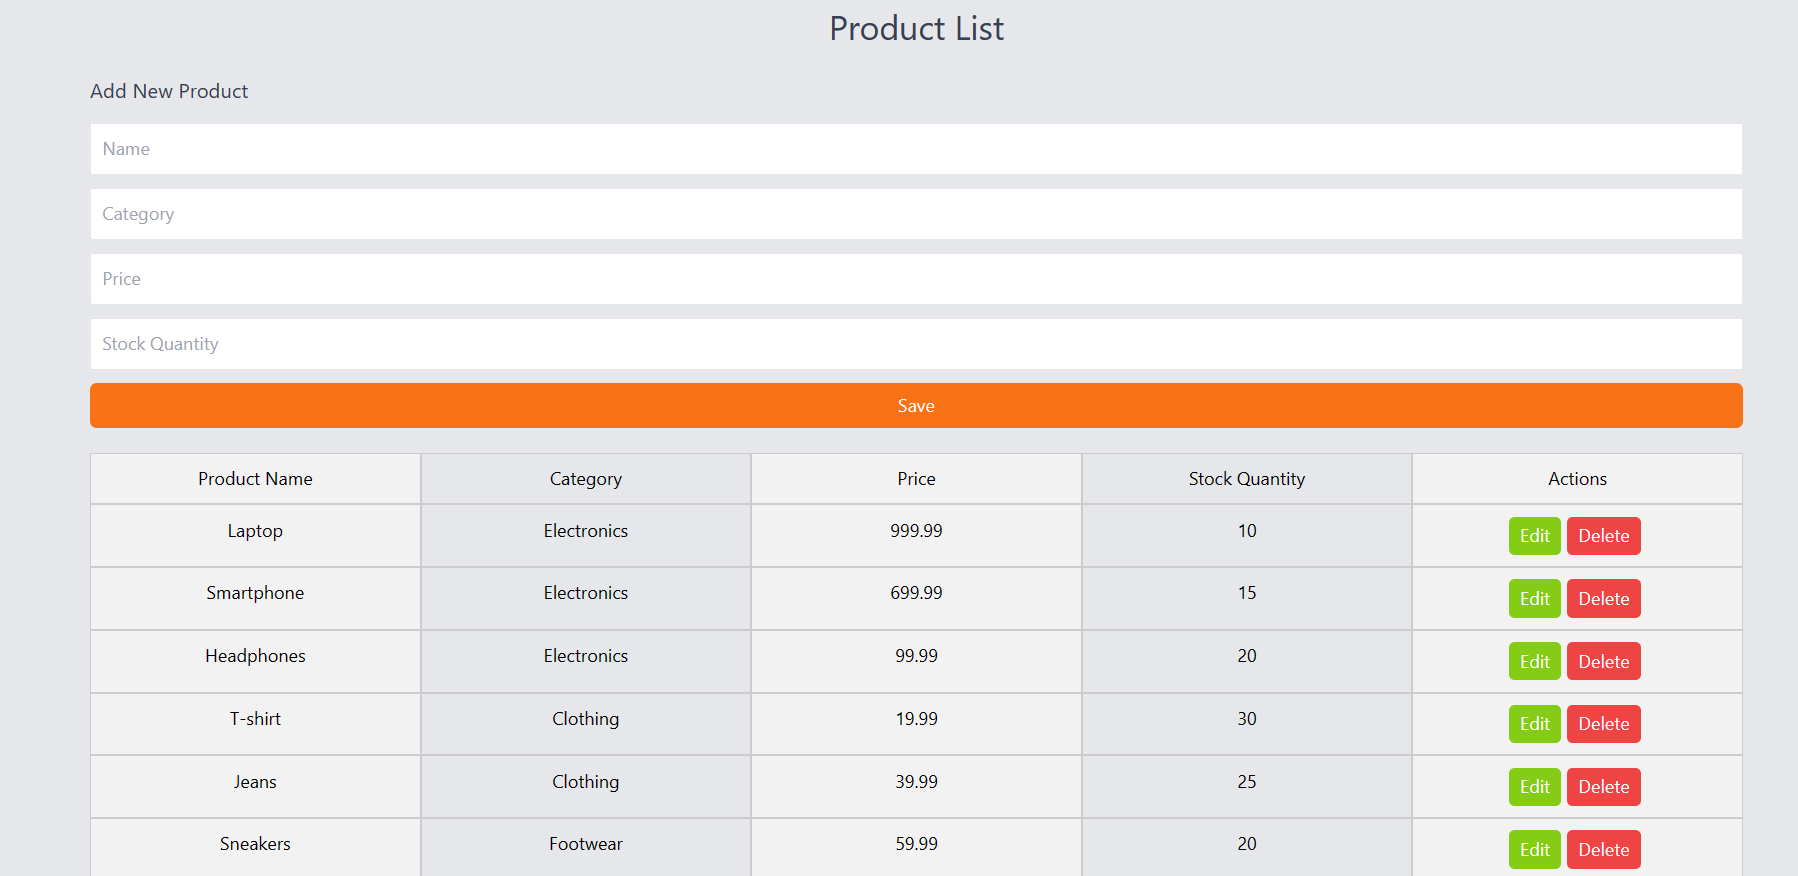 Product List
Add New Product
Name
Category
Price
Stock Quantity
Save
Product Name Category Price Stock Quantity Actions
Laptop Electronics 999.99 10 Edit Delete
Smartphone Electronics 699.99 15 Edit Delete
Headphones Electronics 99.99 20 Edit Delete
T-shirt Clothing 19.99 30 Edit Delete
Jeans Clothing 39.99 25 Edit Delete
Sneakers Footwear 59.99 20 Edit Delete